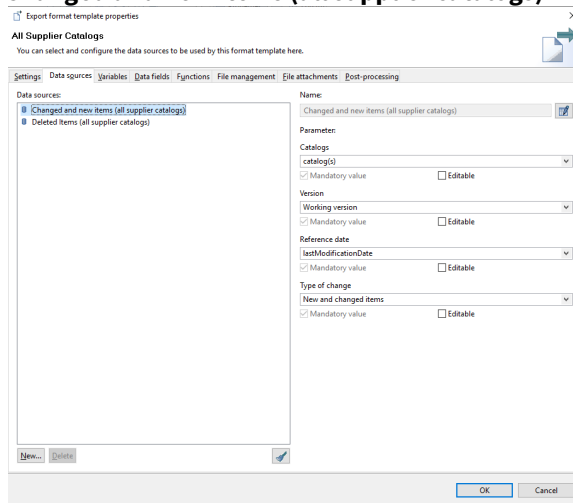 Export format template properties
All Supplier Catalogs
You can select and configure the data sources to be used by this format template here.
Settings Data sources Variables Data fields Functions File management File attachments Post-processing
Data sources:
Changed and new items (all supplier catalogs)
Deleted Items (all supplier catalogs)
New... Delete
Name:
Changed and new items (all supplier catalogs)
Parameter:
Catalogs
catalog(s)
Mandatory value Editable
Version
Working version
Mandatory value Editable
Reference date
lastModificationDate
Mandatory value Editable
Type of change
New and changed items
Mandatory value Editable
OK Cancel